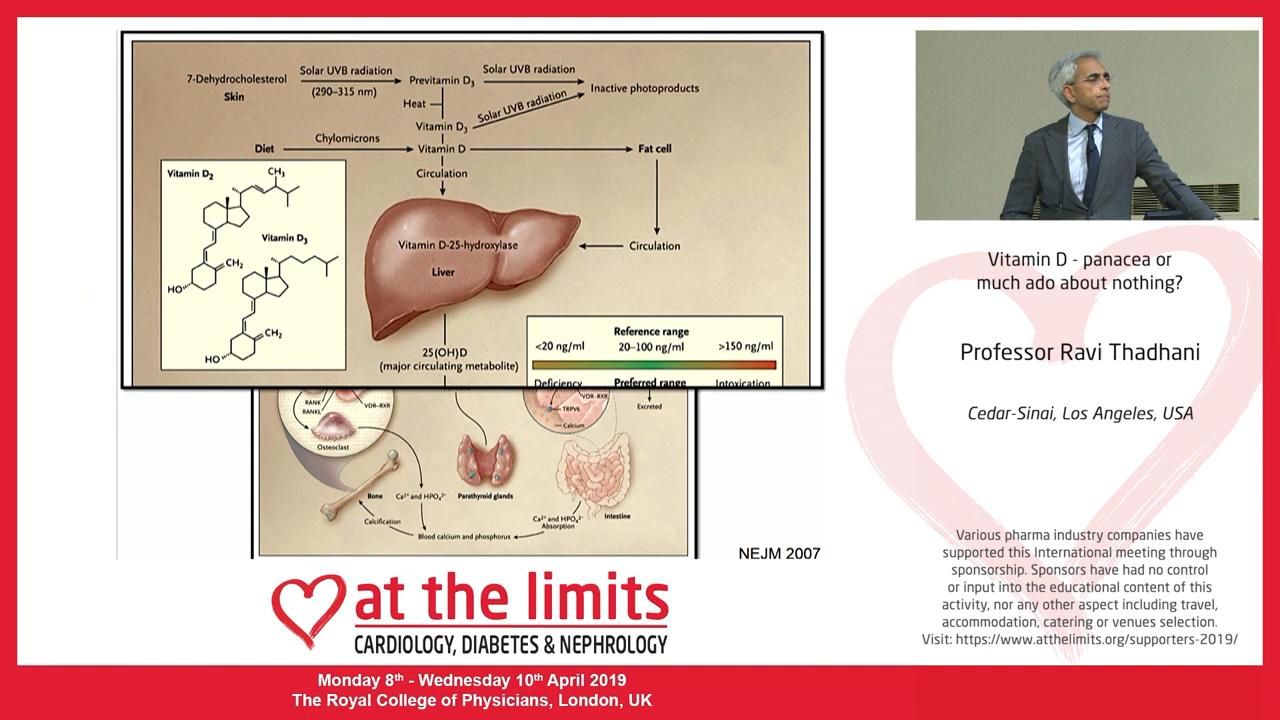 7-Dehydrocholesterol
Skin
Solar UVB radiation
(290–315 nm)
Previtamin D3
Solar UVB radiation
Inactive photoproducts
Heat
Solar UVB radiation
Vitamin D3
Diet
Chylomicrons
Vitamin D
Fat cell
Circulation
Vitamin D2
CH3
CH2
HO
Vitamin D3
CH2
HO
Vitamin D-25-hydroxylase
Liver
Circulation
25(OH)D
(major circulating metabolite)
Reference range
<20 ng/ml
20–100 ng/ml
>150 ng/ml
Deficiency
Preferred range
Intoxication
RANK
RANKL
VDR–RXR
Osteoclast
VDR–RXR
TRPV6
Calcium
Excreted
Bone
Ca2+ and HPO42–
Parathyroid glands
Intestine
Calcification
Ca2+ and HPO42–
Absorption
Blood calcium and phosphorus
NEJM 2007
at the limits
CARDIOLOGY, DIABETES & NEPHROLOGY
Monday 8th - Wednesday 10th April 2019
The Royal College of Physicians, London, UK
Vitamin D - panacea or
much ado about nothing?
Professor Ravi Thadhani
Cedar-Sinai, Los Angeles, USA
Various pharma industry companies have
supported this International meeting through
sponsorship. Sponsors have had no control
or input into the educational content of this
activity, nor any other aspect including travel,
accommodation, catering or venues selection.
Visit: https://www.atthelimits.org/supporters-2019/